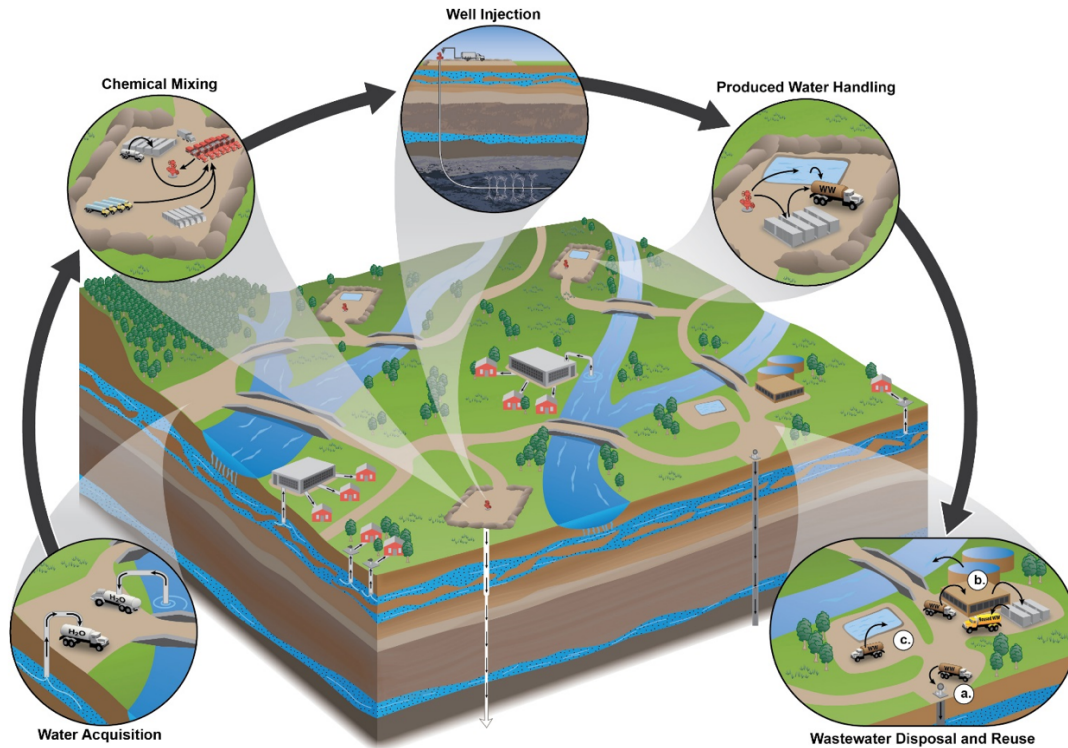 Well Injection
Chemical Mixing
Produced Water Handling
WW
H₂O
H₂O
Water Acquisition
b.
WW
Reused WW
c.
WW
WW
a.
Wastewater Disposal and Reuse